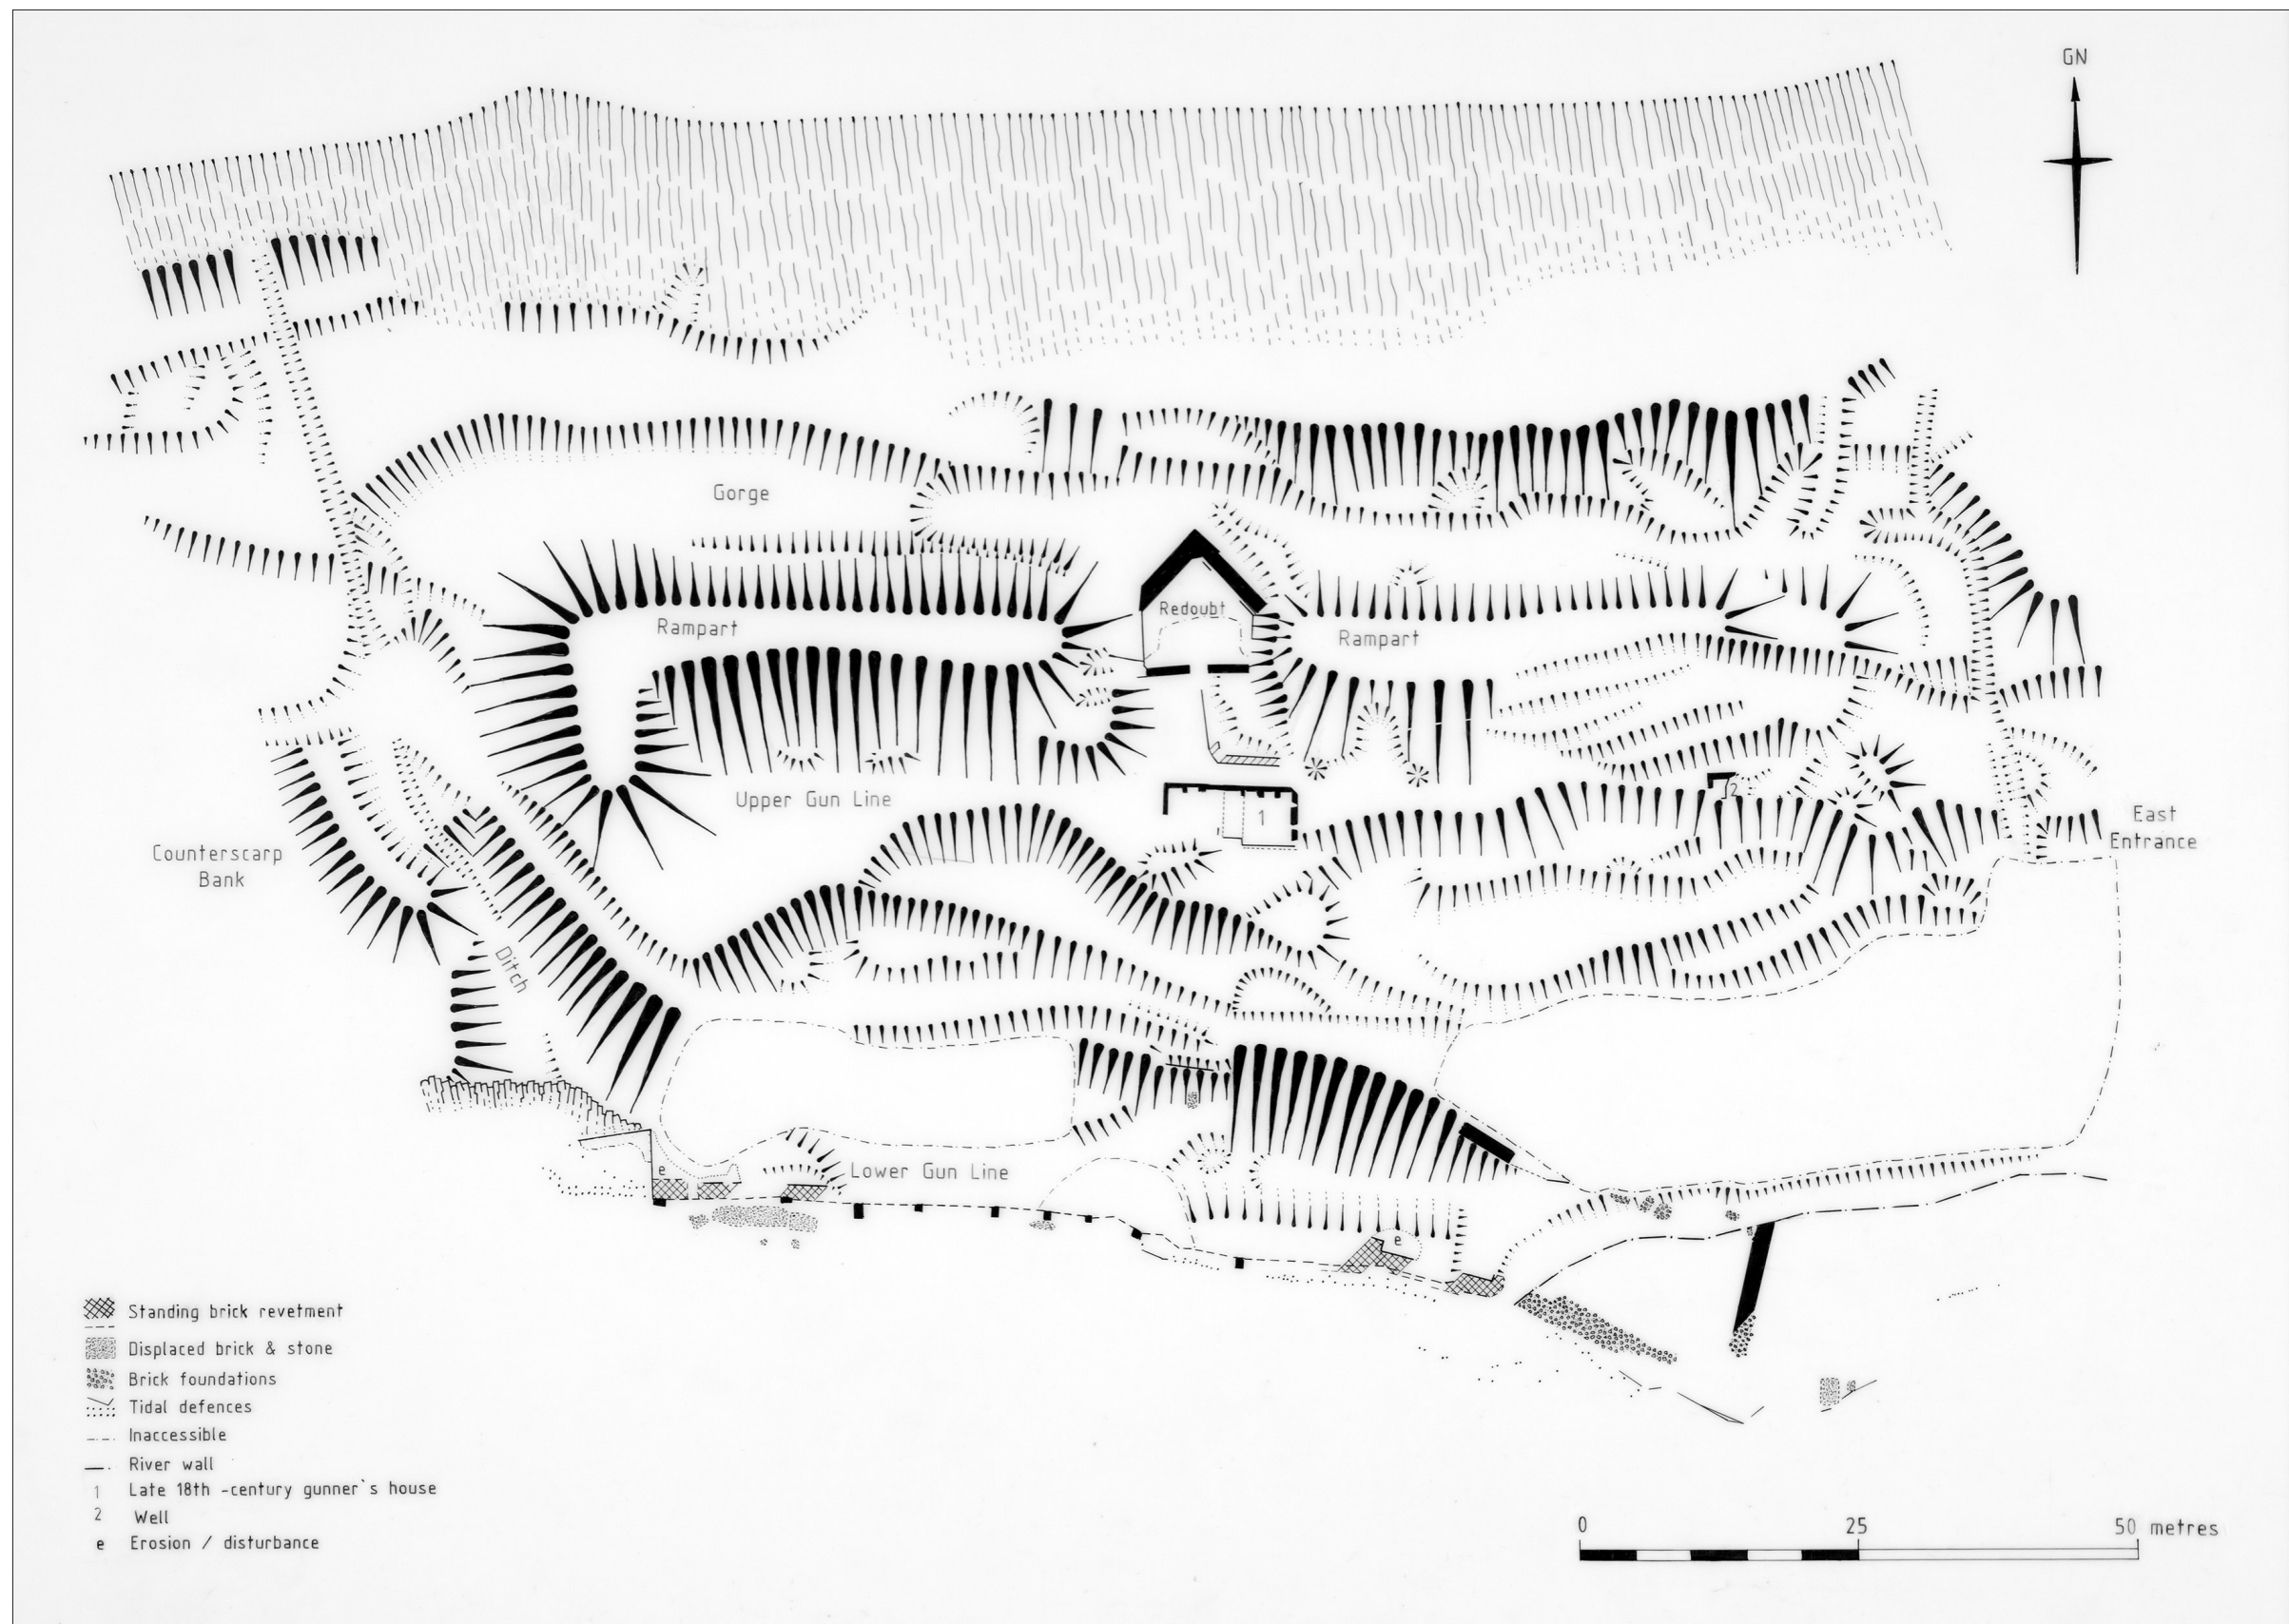 GN
Gorge
Redoubt
Rampart
Rampart
Upper Gun Line
1
2
East
Entrance
Counterscarp
Bank
Ditch
e
Lower Gun Line
e
Standing brick revetment
Displaced brick & stone
Brick foundations
Tidal defences
Inaccessible
River wall
1 Late 18th -century gunner`s house
2 Well
e Erosion / disturbance
0 25 50 metres